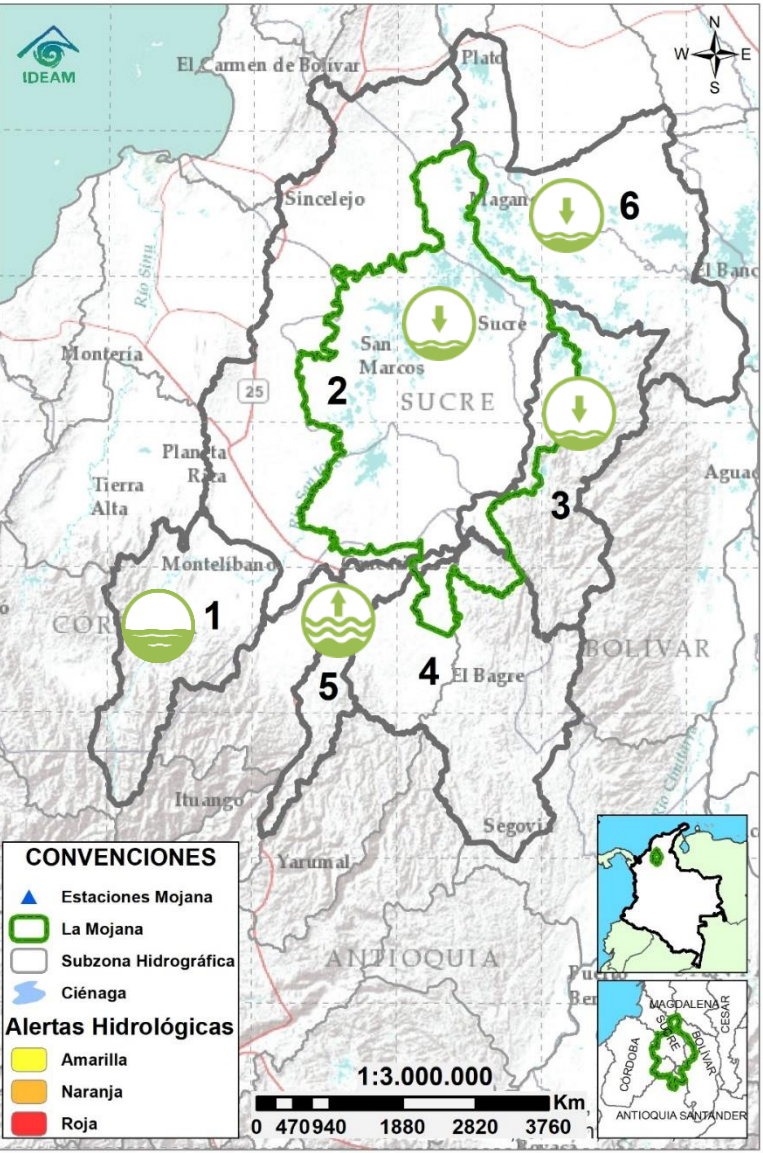 IDEAM
N
W E
S
El Carmen de Bolívar
Plato
Sincelejo
Magan
6
Río Sinú
El Banc
Montería
San
Marcos
Sucre
2
SUCRE
25
Planeta
Rica
Tierra
Alta
Aguac
3
Montelíbano
1
5
4
El Bagre
BOLIVAR
Ituango
Segovia
Yarumal
ANTIOQUIA
CONVENCIONES
Estaciones Mojana
La Mojana
Subzona Hidrográfica
Ciénaga
Alertas Hidrológicas
Amarilla
Naranja
Roja
1:3.000.000
Km
0 470 940 1880 2820 3760
MAGDALENA
CESAR
SUCRE
BOLÍVAR
CÓRDOBA
ANTIOQUIA SANTANDER